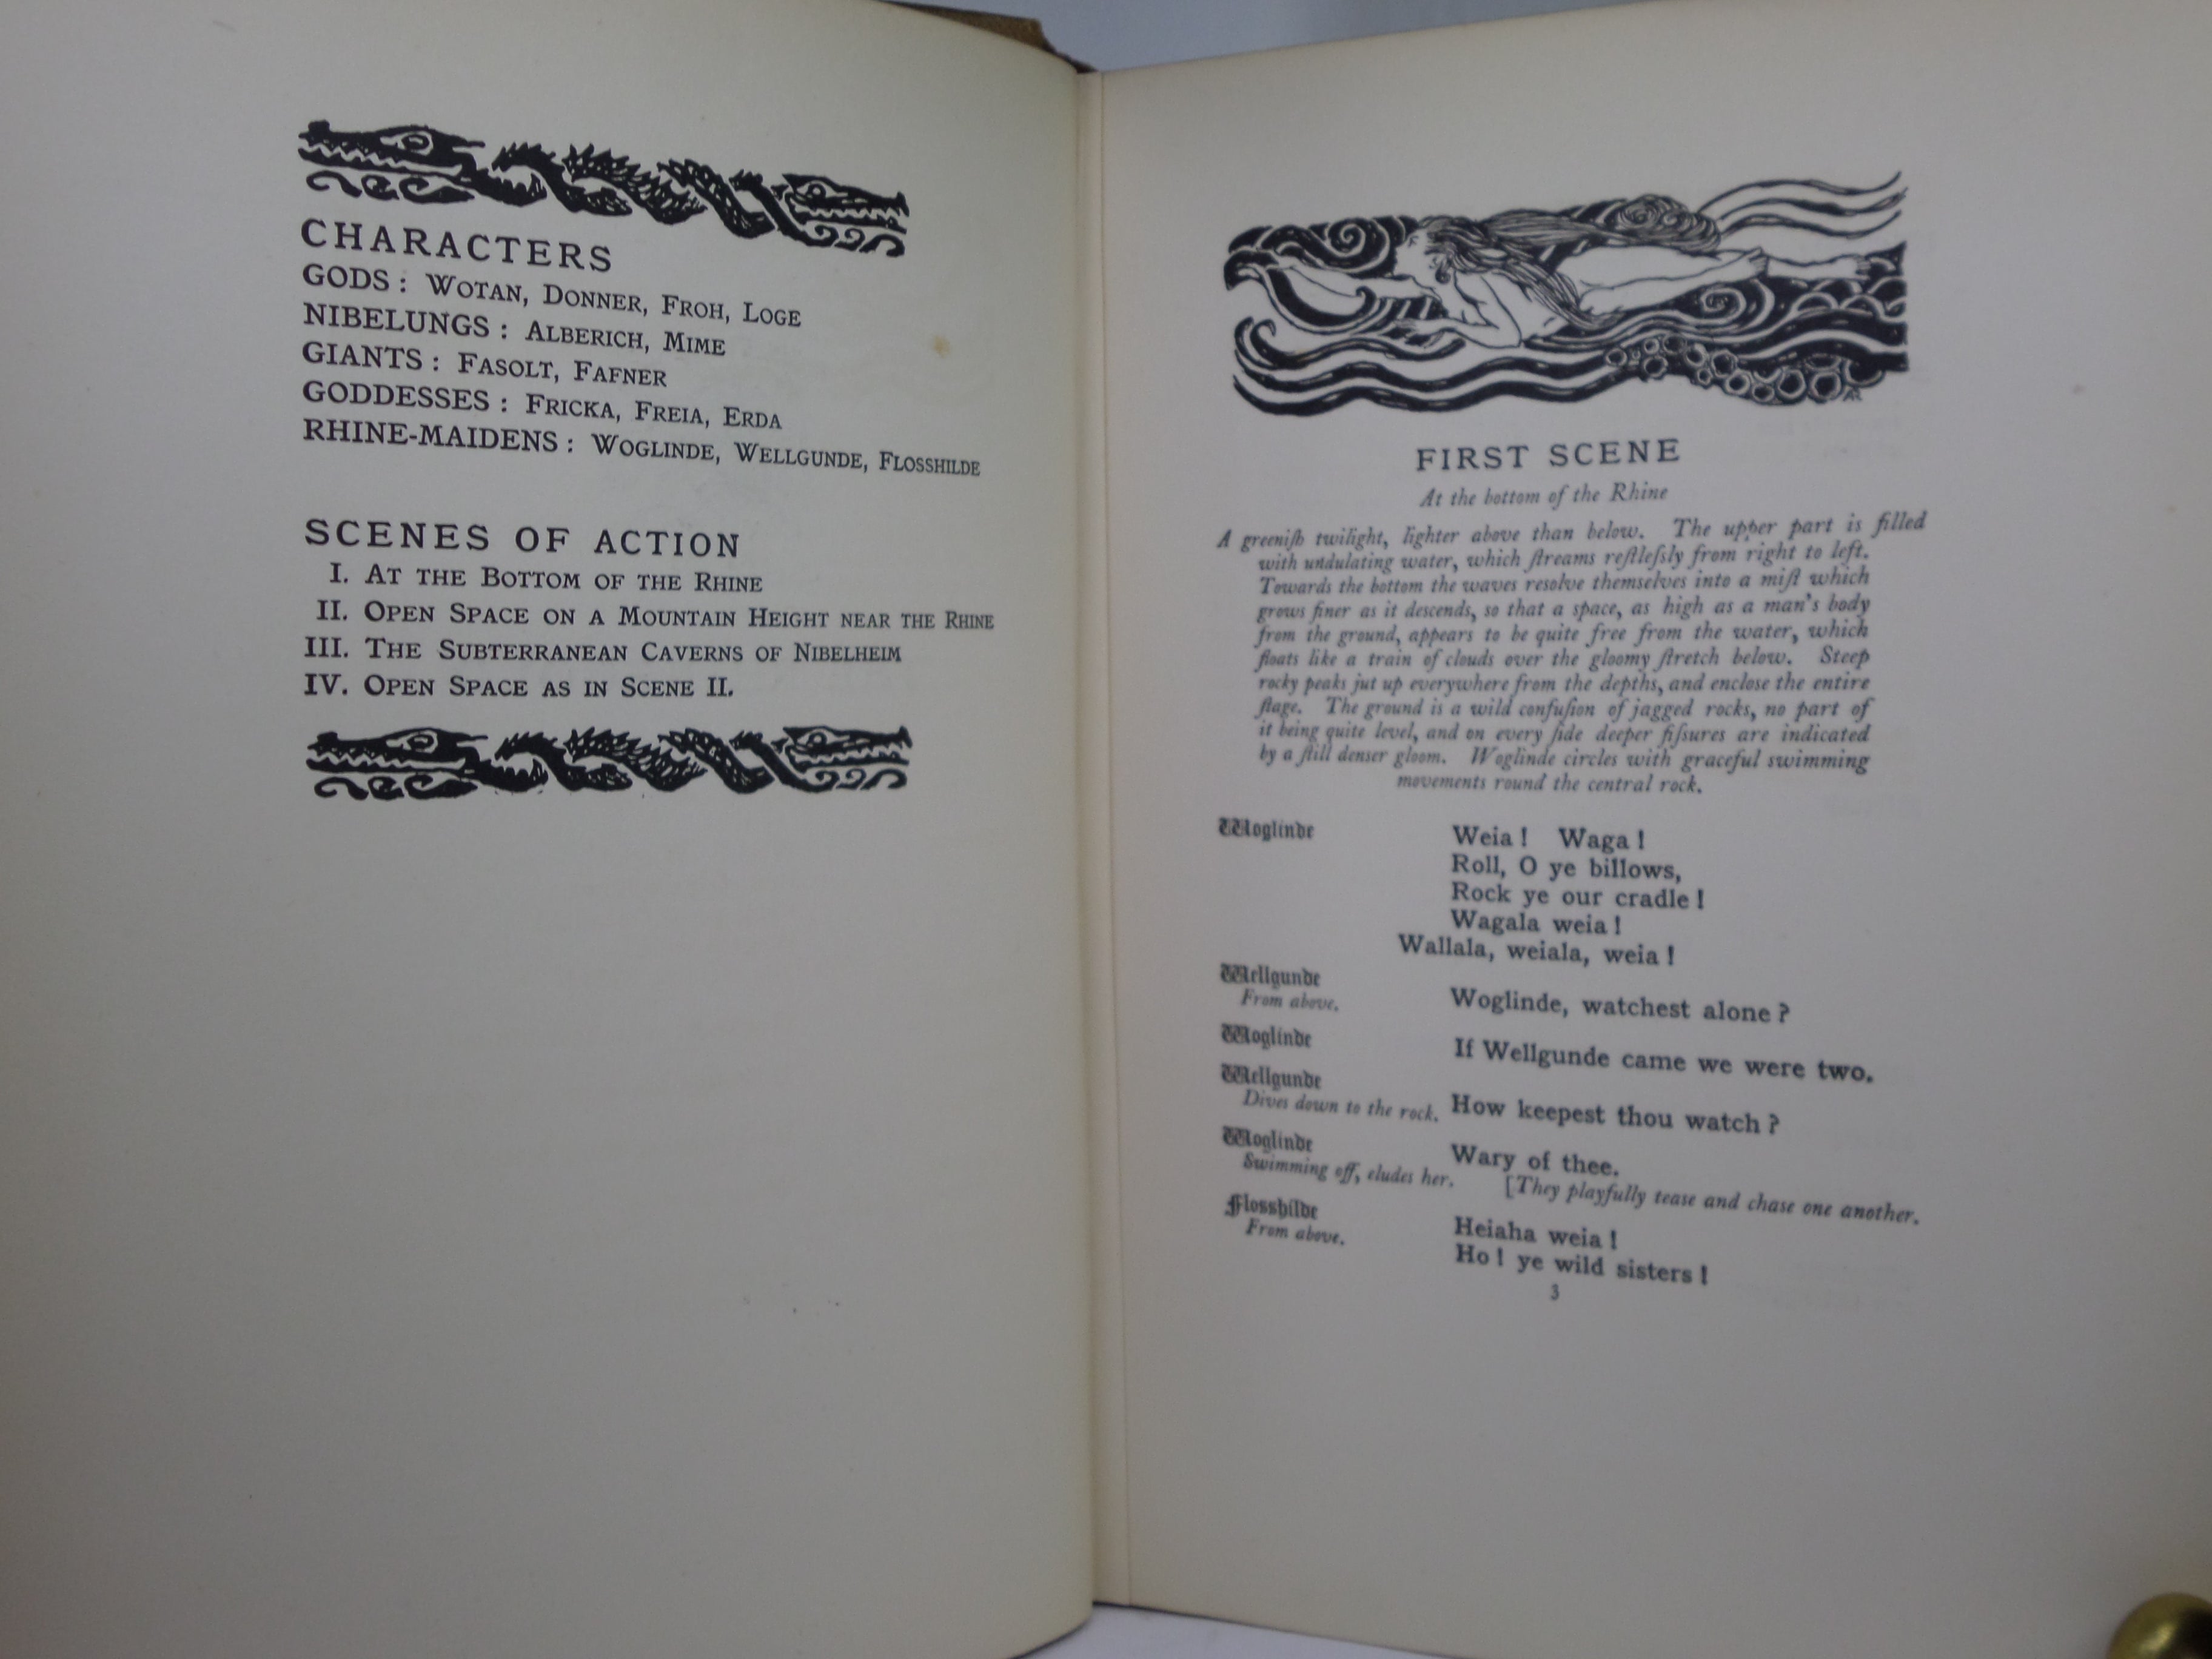 CHARACTERS
GODS : WOTAN, DONNER, FROH, LOGE
NIBELUNGS : ALBERICH, MIME
GIANTS : FASOLT, FAFNER
GODDESSES : FRICKA, FREIA, ERDA
RHINE-MAIDENS : WOGLINDE, WELLGUNDE, FLOSSHILDE
SCENES OF ACTION
I. AT THE BOTTOM OF THE RHINE
II. OPEN SPACE ON A MOUNTAIN HEIGHT NEAR THE RHINE
III. THE SUBTERRANEAN CAVERNS OF NIBELHEIM
IV. OPEN SPACE AS IN SCENE II.
AR
FIRST SCENE
At the bottom of the Rhine
A greeniſh twilight, lighter above than below. The upper part is filled
with undulating water, which ſtreams reſtleſsly from right to left.
Towards the bottom the waves resolve themselves into a miſt which
grows finer as it descends, so that a space, as high as a man's body
from the ground, appears to be quite free from the water, which
floats like a train of clouds over the gloomy ſtretch below. Steep
rocky peaks jut up everywhere from the depths, and enclose the entire
ſtage. The ground is a wild confuſion of jagged rocks, no part of
it being quite level, and on every ſide deeper fiſsures are indicated
by a ſtill denser gloom. Woglinde circles with graceful swimming
movements round the central rock.
Woglinde Weia ! Waga !
Roll, O ye billows,
Rock ye our cradle !
Wagala weia !
Wallala, weiala, weia !
Wellgunde
From above. Woglinde, watchest alone ?
Woglinde If Wellgunde came we were two.
Wellgunde
Dives down to the rock. How keepest thou watch ?
Woglinde Wary of thee.
Swimming off, eludes her. [They playfully tease and chase one another.
Flosshilde Heiaha weia !
From above. Ho ! ye wild sisters !
3